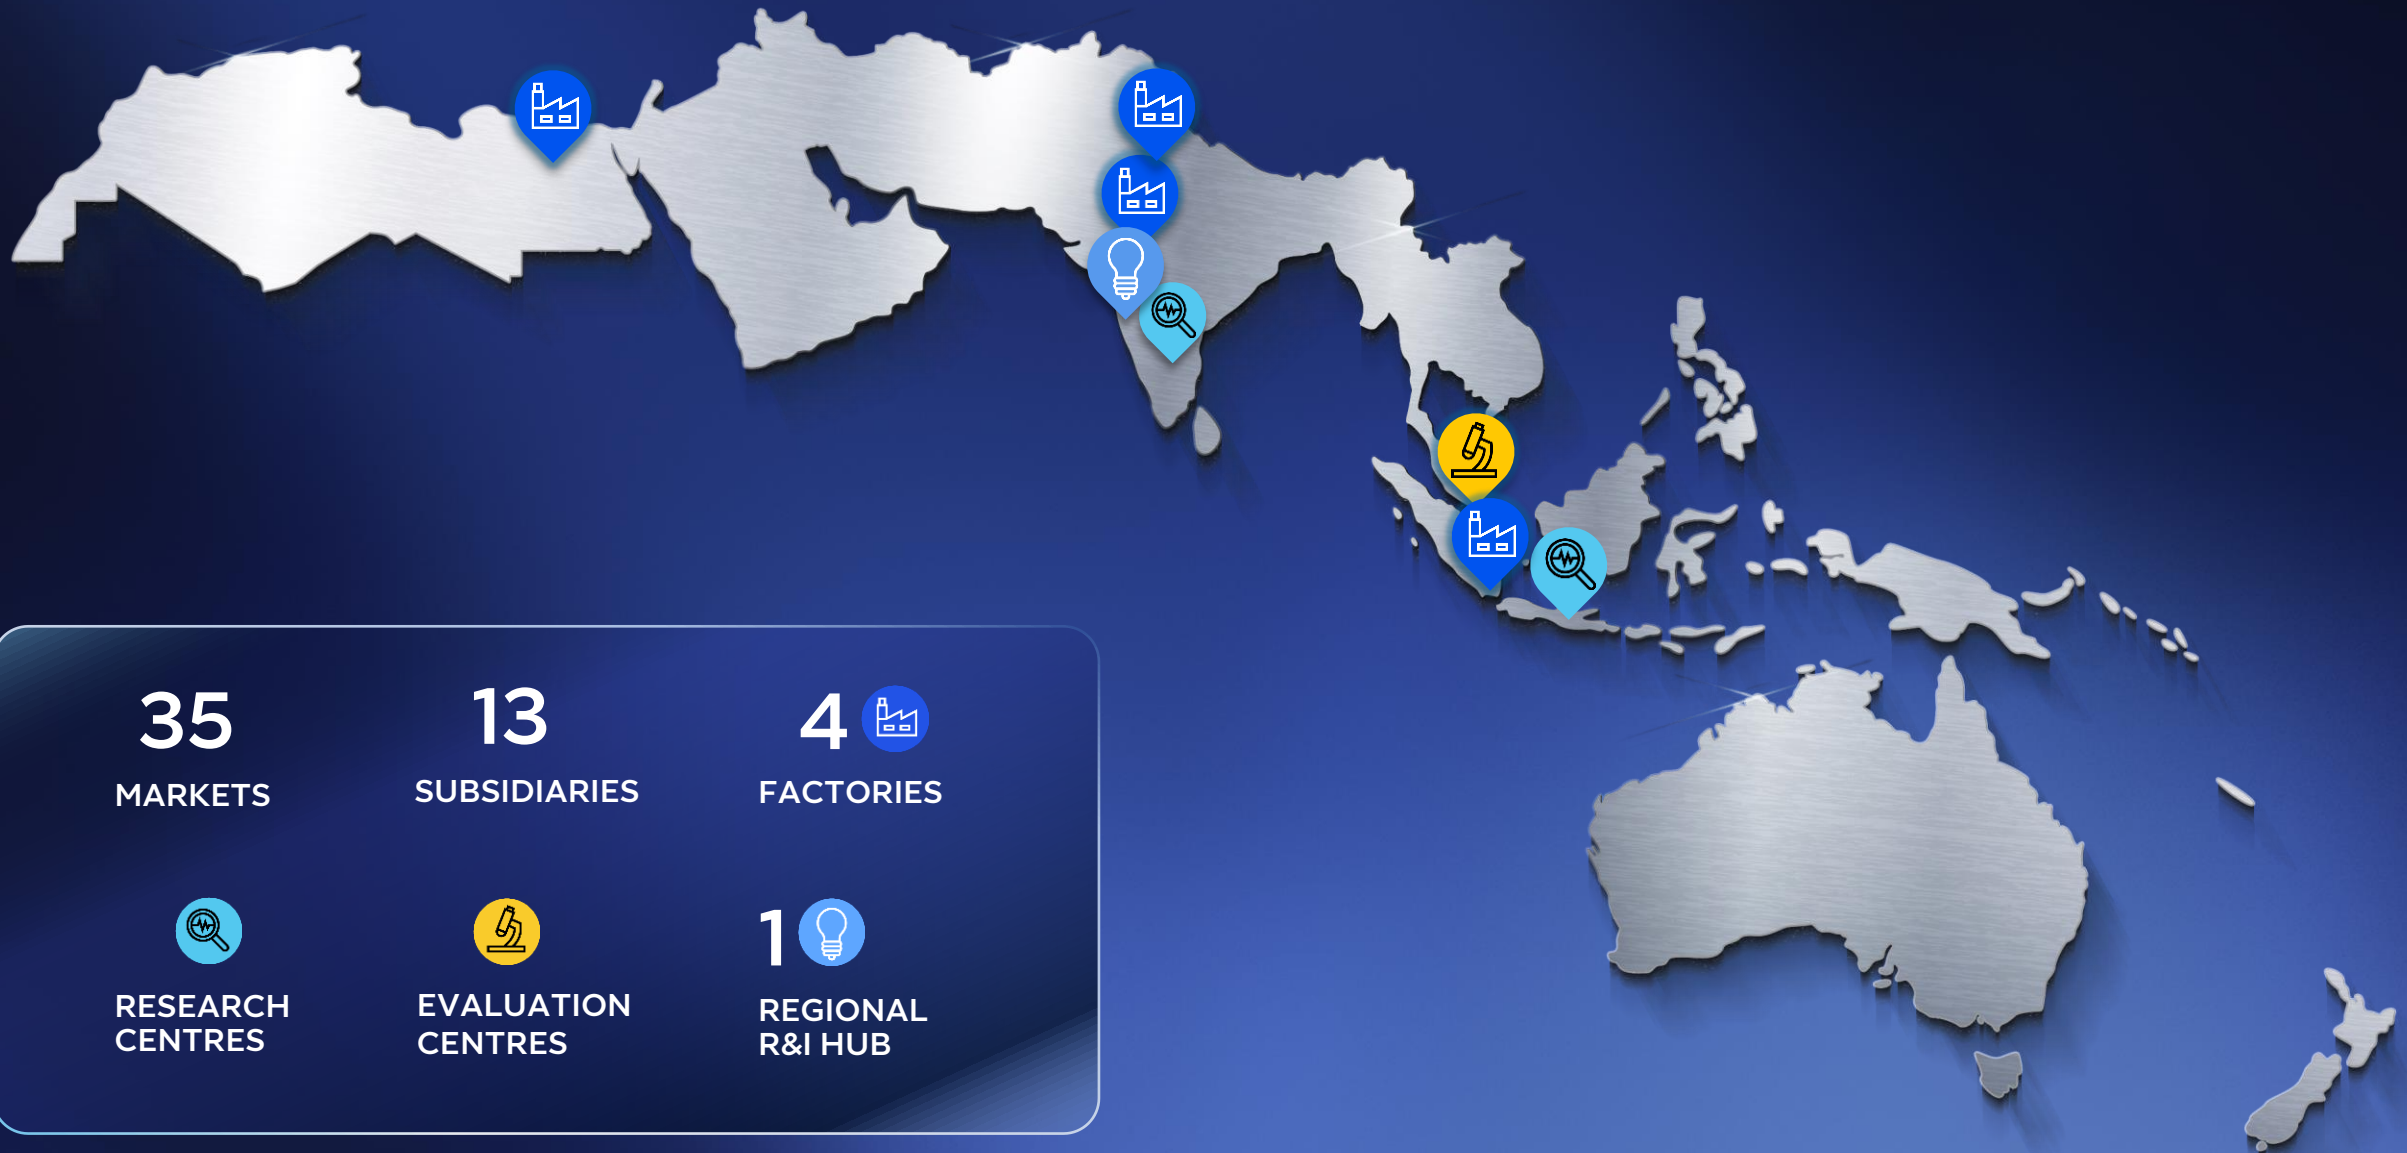 35
MARKETS
13
SUBSIDIARIES
4
FACTORIES
RESEARCH
CENTRES
EVALUATION
CENTRES
1
REGIONAL
R&I HUB